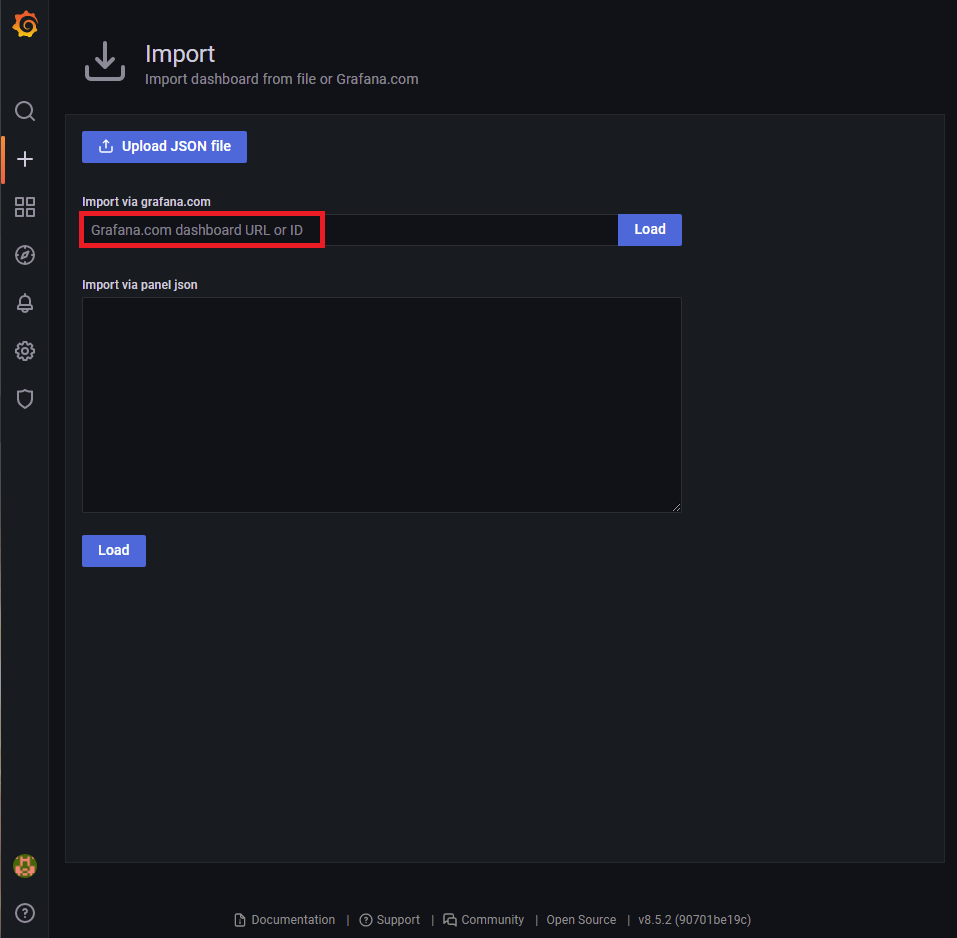 Import
Import dashboard from file or Grafana.com
Upload JSON file
Import via grafana.com
Grafana.com dashboard URL or ID
Load
Import via panel json
Load
Documentation | Support | Community | Open Source | v8.5.2 (90701be19c)